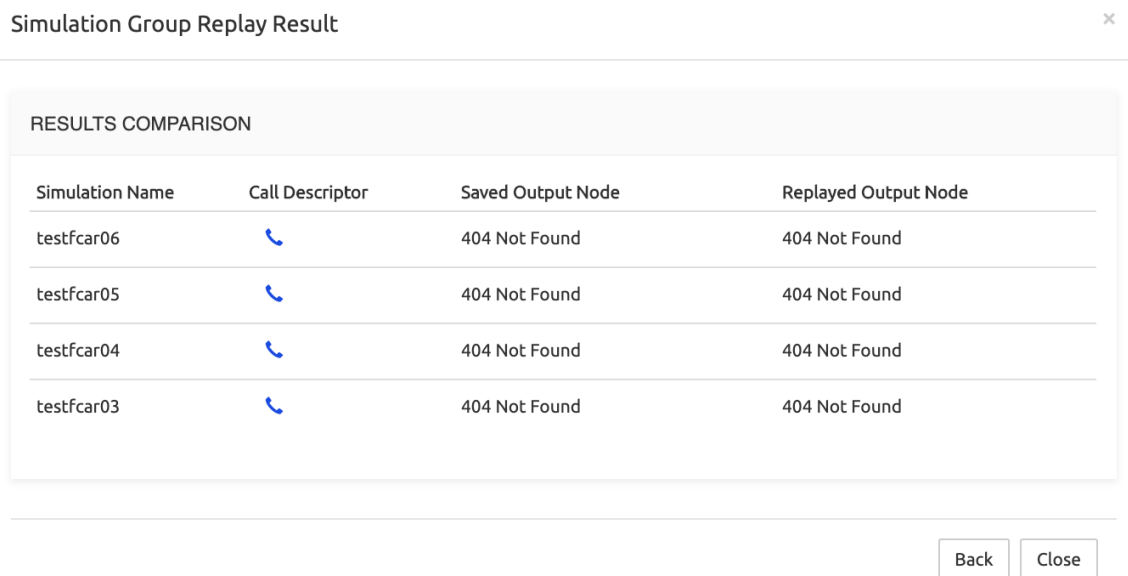 Simulation Group Replay Result
×
RESULTS COMPARISON
Simulation Name Call Descriptor Saved Output Node Replayed Output Node
testfcar06 404 Not Found 404 Not Found
testfcar05 404 Not Found 404 Not Found
testfcar04 404 Not Found 404 Not Found
testfcar03 404 Not Found 404 Not Found
Back Close